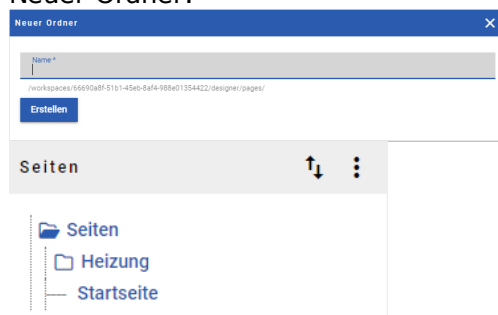 Neuer Ordner:
Neuer Ordner
Name *
/workspaces/66690a8f-51b1-45eb-8af4-988e01354422/designer/pages/
Erstellen
Seiten
Seiten
Heizung
Startseite